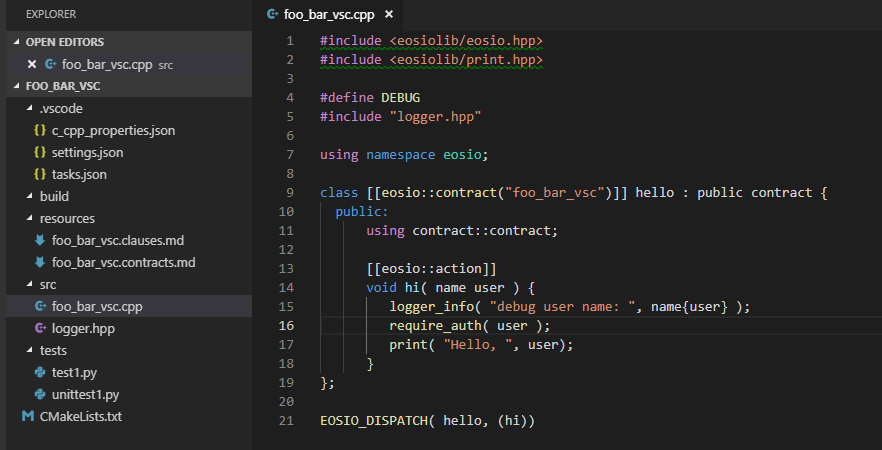 EXPLORER
OPEN EDITORS
foo_bar_vsc.cpp src
FOO_BAR_VSC
.vscode
{} c_cpp_properties.json
{} settings.json
{} tasks.json
build
resources
foo_bar_vsc.clauses.md
foo_bar_vsc.contracts.md
src
foo_bar_vsc.cpp
logger.hpp
tests
test1.py
unittest1.py
CMakeLists.txt
foo_bar_vsc.cpp
1 #include <eosiolib/eosio.hpp>
2 #include <eosiolib/print.hpp>
3
4 #define DEBUG
5 #include "logger.hpp"
6
7 using namespace eosio;
8
9 class [[eosio::contract("foo_bar_vsc")]] hello : public contract {
10 public:
11 using contract::contract;
12
13 [[eosio::action]]
14 void hi( name user ) {
15 logger_info( "debug user name: ", name{user} );
16 require_auth( user );
17 print( "Hello, ", user);
18 }
19 };
20
21 EOSIO_DISPATCH( hello, (hi))